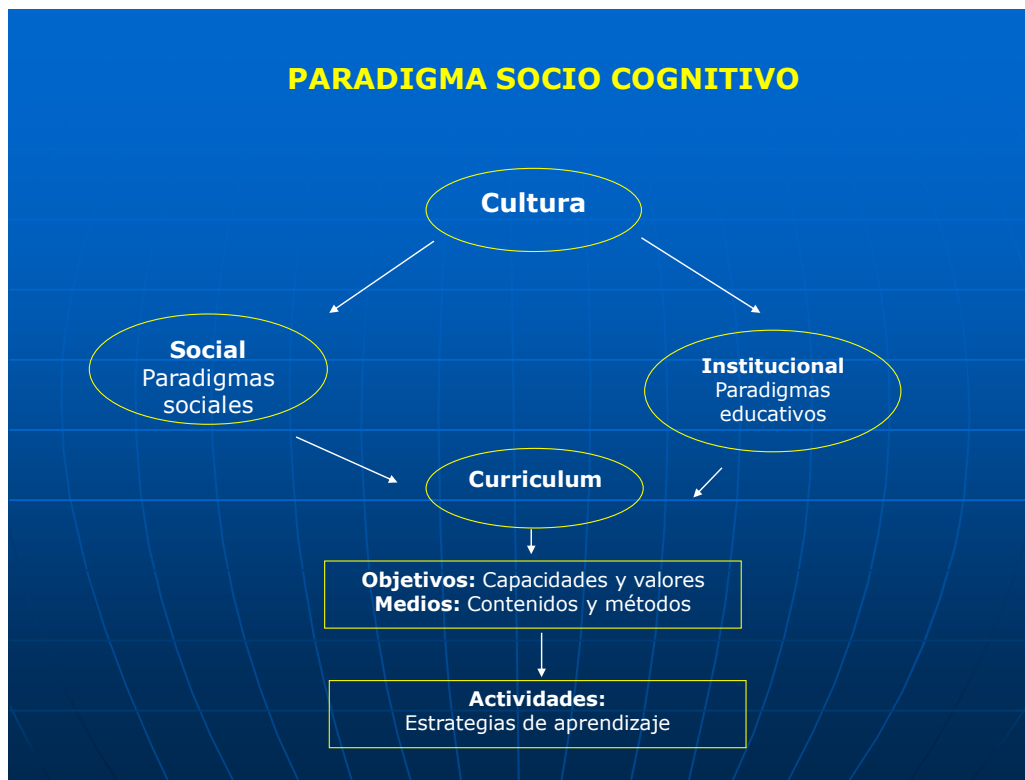 PARADIGMA SOCIO COGNITIVO
Cultura
Social
Paradigmas
sociales
Institucional
Paradigmas
educativos
Curriculum
Objetivos: Capacidades y valores
Medios: Contenidos y métodos
Actividades:
Estrategias de aprendizaje